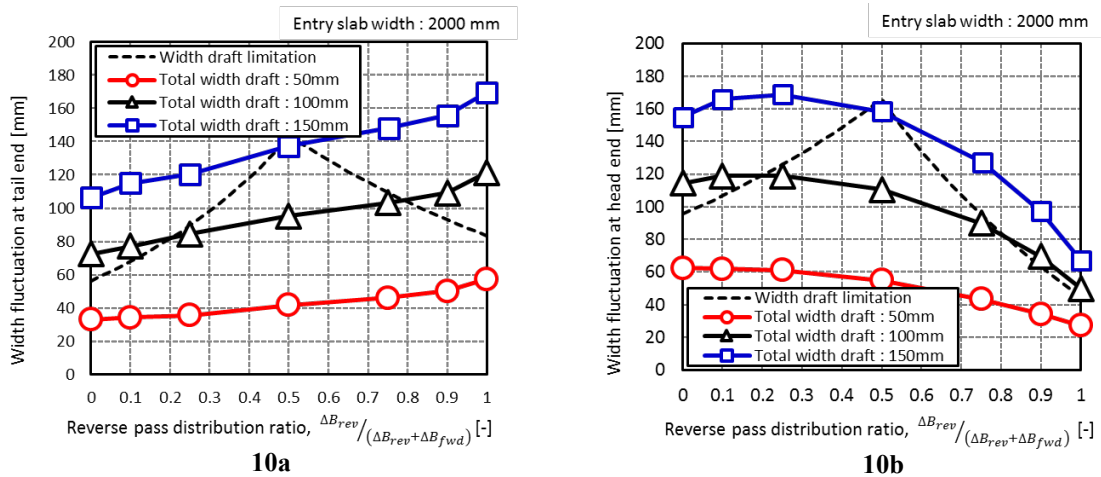 Entry slab width : 2000 mm
Width fluctuation at tail end [mm]
200
180
160
140
120
100
80
60
40
20
0
Width draft limitation
Total width draft : 50mm
Total width draft : 100mm
Total width draft : 150mm
0 0.1 0.2 0.3 0.4 0.5 0.6 0.7 0.8 0.9 1
Reverse pass distribution ratio, ΔB_rev/(ΔB_rev+ΔB_fwd) [-]
10a
Entry slab width : 2000 mm
Width fluctuation at head end [mm]
200
180
160
140
120
100
80
60
40
20
0
Width draft limitation
Total width draft : 50mm
Total width draft : 100mm
Total width draft : 150mm
0 0.1 0.2 0.3 0.4 0.5 0.6 0.7 0.8 0.9 1
Reverse pass distribution ratio, ΔB_rev/(ΔB_rev+ΔB_fwd) [-]
10b